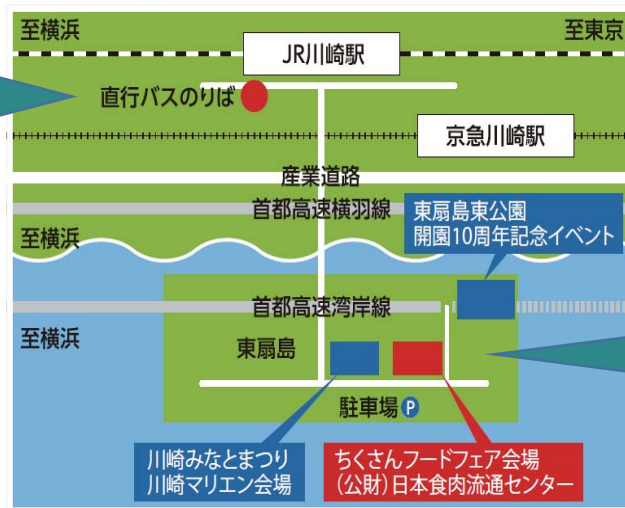 至横浜
至東京
JR川崎駅
直行バスのりば
京急川崎駅
産業道路
首都高速横羽線
東扇島東公園
開園10周年記念イベント
至横浜
首都高速湾岸線
至横浜
東扇島
駐車場 P
川崎みなとまつり
川崎マリエン会場
ちくさんフードフェア会場
(公財)日本食肉流通センター